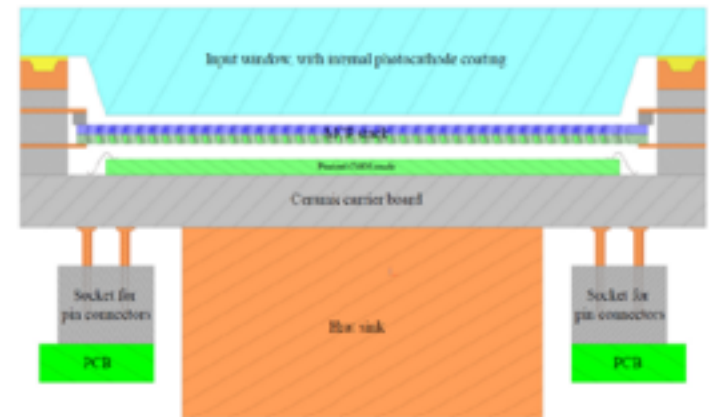 Input window, with internal photocathode coating
MCP stack
Ceramic carrier board
Socket for
pin connectors
Socket for
pin connectors
Heat sink
PCB
PCB